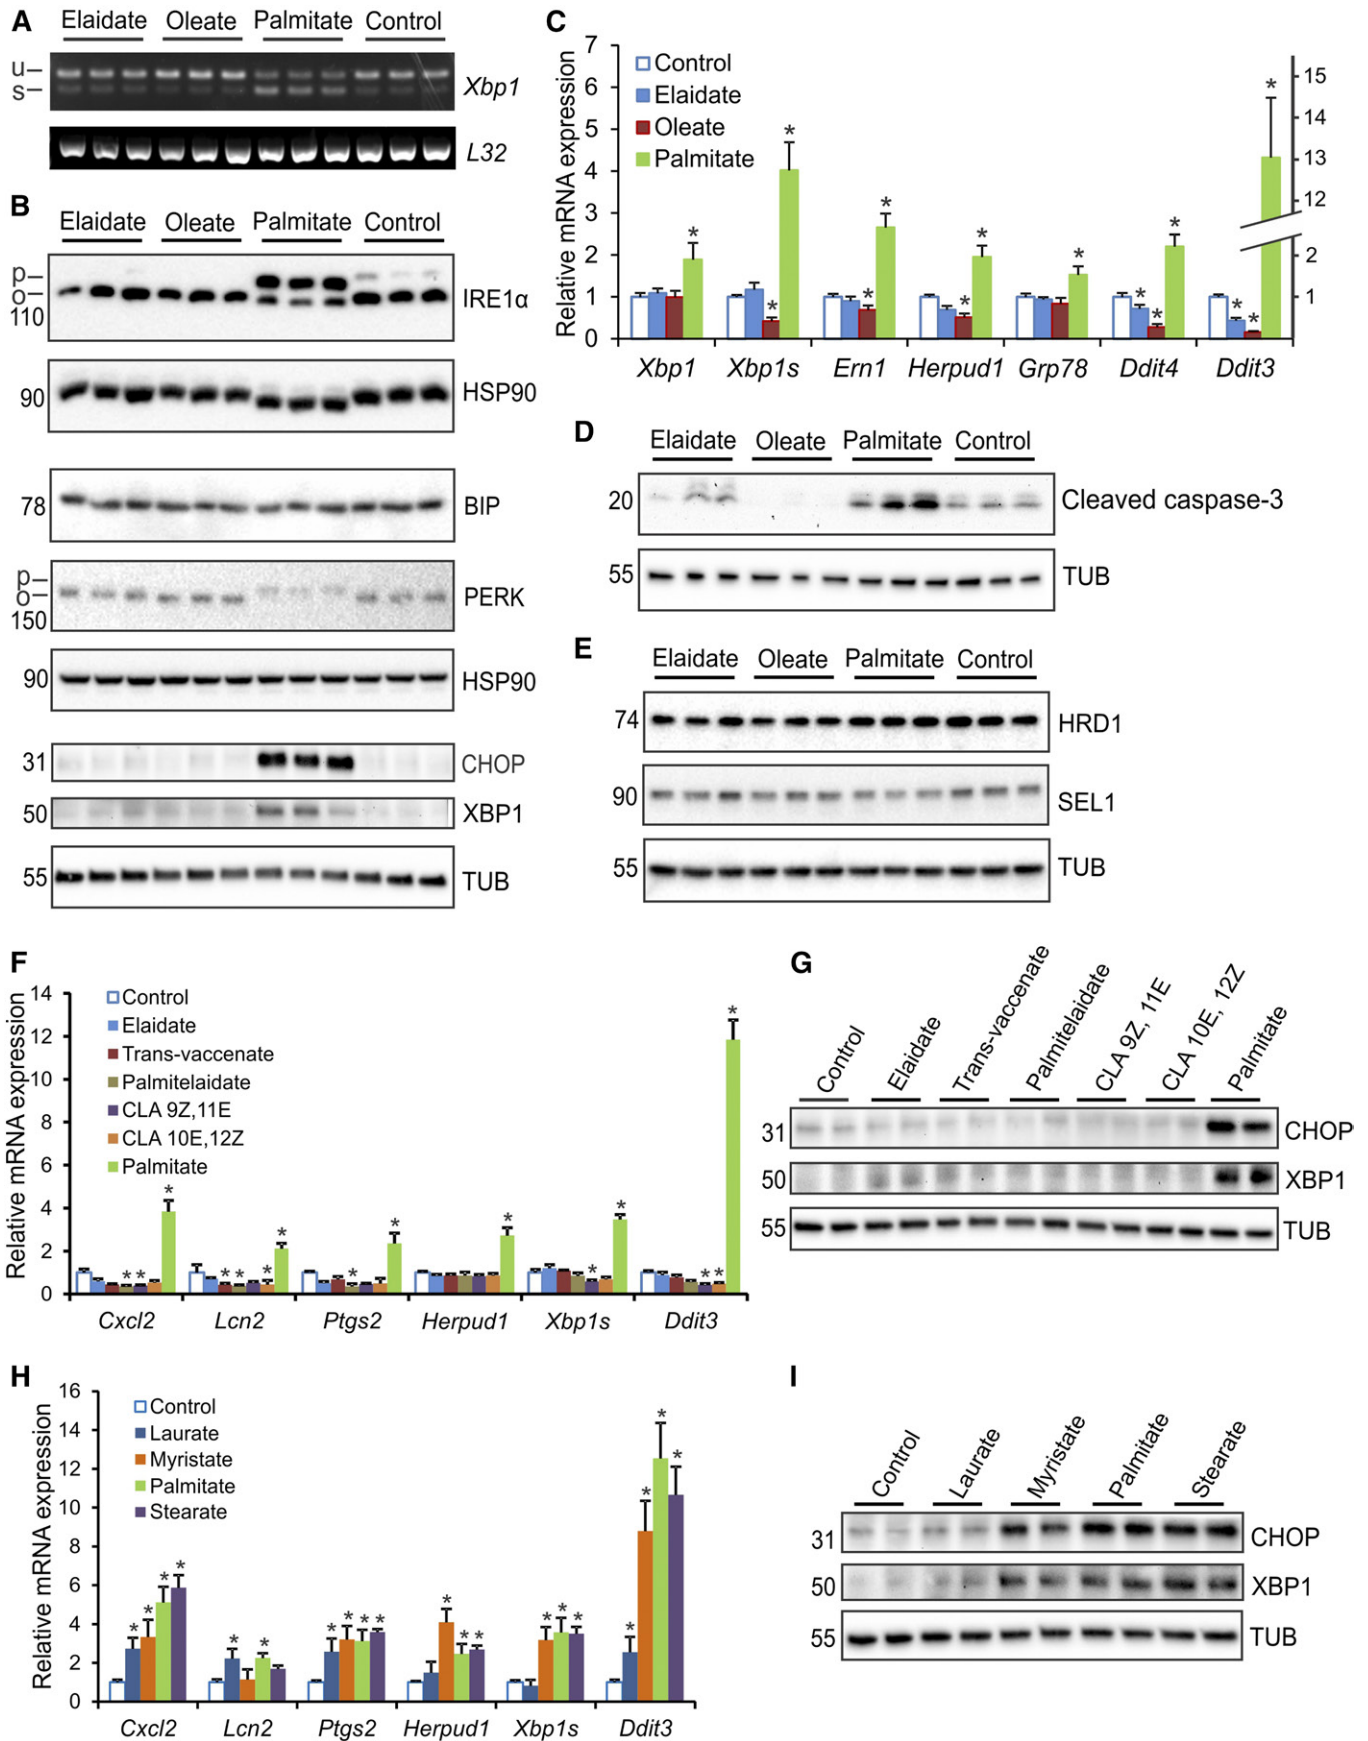 A
Elaidate Oleate Palmitate Control
u–
s–
Xbp1
L32
B
Elaidate Oleate Palmitate Control
p–
o–
110
IRE1α
90
HSP90
78
BIP
p–
o–
150
PERK
90
HSP90
31
CHOP
50
XBP1
55
TUB
C
Relative mRNA expression
7
6
5
4
3
2
1
0
Control
Elaidate
Oleate
Palmitate
* * * * * * * * * * * * * *
15
14
13
12
2
1
Xbp1 Xbp1s Ern1 Herpud1 Grp78 Ddit4 Ddit3
D
Elaidate Oleate Palmitate Control
20
Cleaved caspase-3
55
TUB
E
Elaidate Oleate Palmitate Control
74
HRD1
90
SEL1
55
TUB
F
Relative mRNA expression
14
12
10
8
6
4
2
0
Control
Elaidate
Trans-vaccenate
Palmitelaidate
CLA 9Z,11E
CLA 10E,12Z
Palmitate
* * * * * * * * * * * * * * *
Cxcl2 Lcn2 Ptgs2 Herpud1 Xbp1s Ddit3
G
Control Elaidate Trans-vaccenate Palmitelaidate CLA 9Z, 11E CLA 10E, 12Z Palmitate
31
CHOP
50
XBP1
55
TUB
H
Relative mRNA expression
16
14
12
10
8
6
4
2
0
Control
Laurate
Myristate
Palmitate
Stearate
* * * * * * * * * * * * * * * * * * * *
Cxcl2 Lcn2 Ptgs2 Herpud1 Xbp1s Ddit3
I
Control Laurate Myristate Palmitate Stearate
31
CHOP
50
XBP1
55
TUB